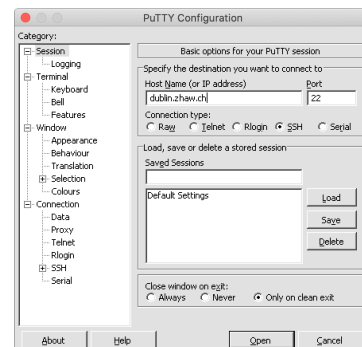 PuTTY Configuration
Category:
Session
Logging
Terminal
Keyboard
Bell
Features
Window
Appearance
Behaviour
Translation
Selection
Colours
Connection
Data
Proxy
Telnet
Rlogin
SSH
Serial
Basic options for your PuTTY session
Specify the destination you want to connect to
Host Name (or IP address) Port
dublin.zhaw.ch 22
Connection type:
Raw Telnet Rlogin SSH Serial
Load, save or delete a stored session
Saved Sessions
Default Settings
Load
Save
Delete
Close window on exit:
Always Never Only on clean exit
About Help Open Cancel